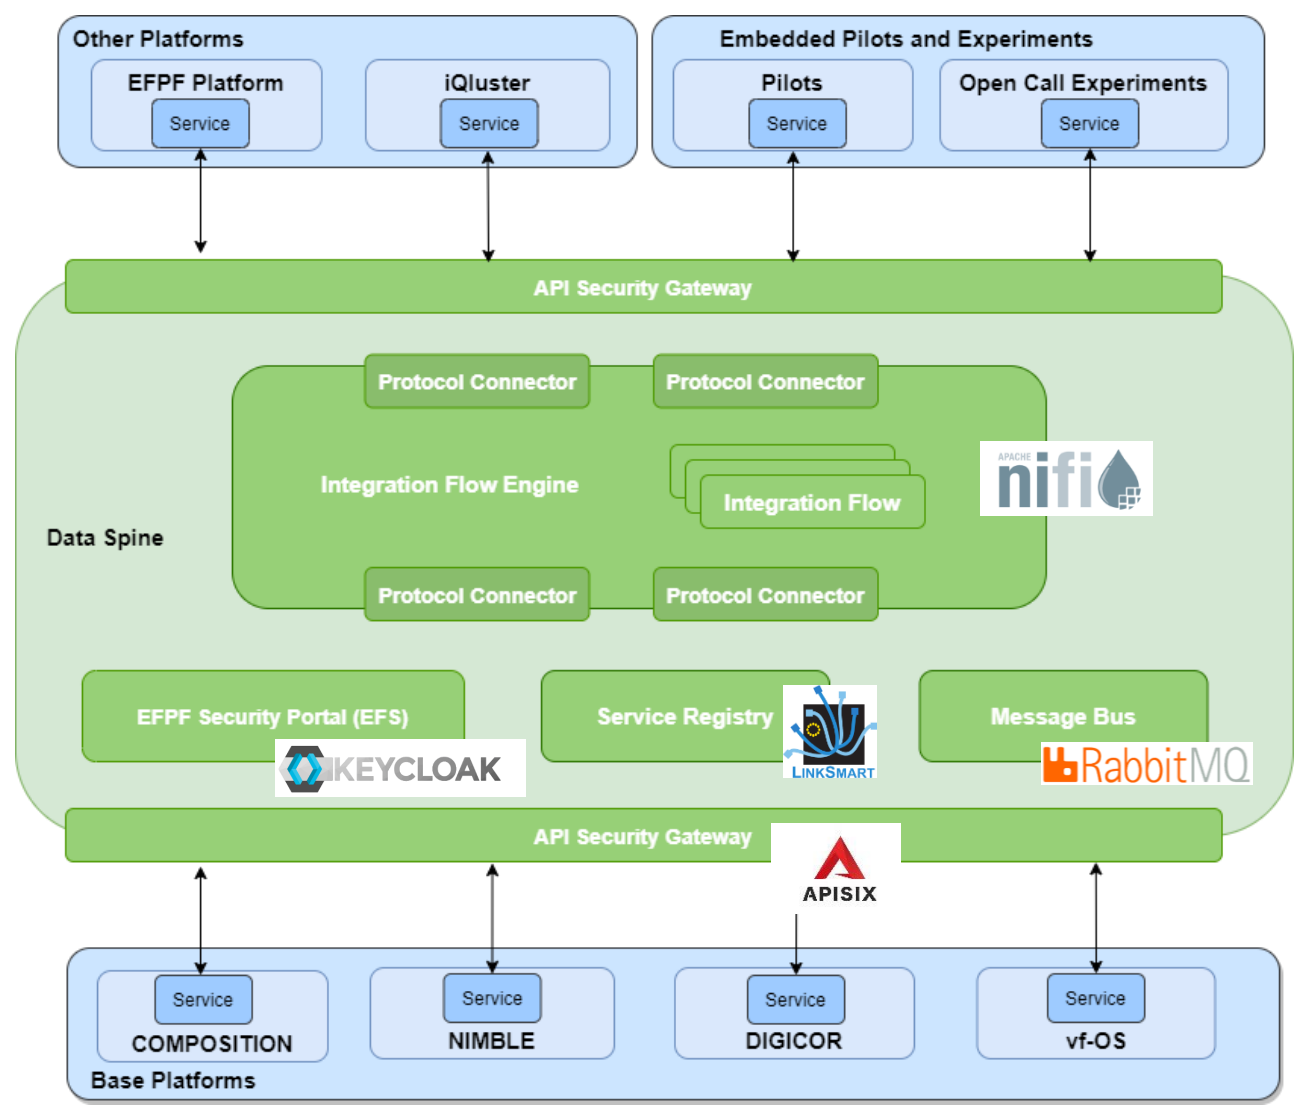 Other Platforms
EFPF Platform
Service
iQluster
Service
Embedded Pilots and Experiments
Pilots
Service
Open Call Experiments
Service
API Security Gateway
Protocol Connector
Protocol Connector
Integration Flow Engine
Integration Flow
APACHE
nifi
Data Spine
Protocol Connector
Protocol Connector
EFPF Security Portal (EFS)
KEYCLOAK
Service Registry
LINKSMART
Message Bus
RabbitMQ
API Security Gateway
APISIX
Service
COMPOSITION
Service
NIMBLE
Service
DIGICOR
Service
vf-OS
Base Platforms